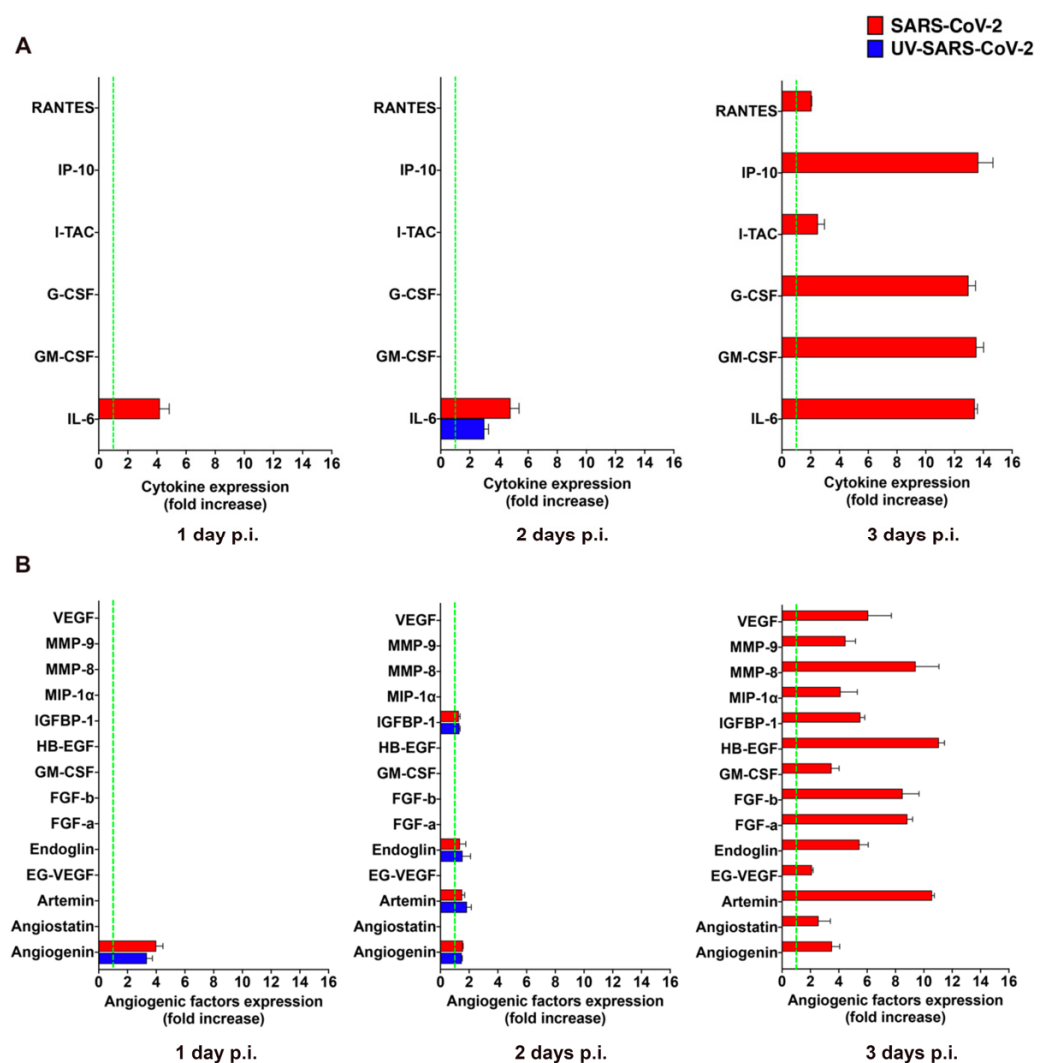 SARS-CoV-2
UV-SARS-CoV-2
A
RANTES
IP-10
I-TAC
G-CSF
GM-CSF
IL-6
0 2 4 6 8 10 12 14 16
Cytokine expression
(fold increase)
1 day p.i.
RANTES
IP-10
I-TAC
G-CSF
GM-CSF
IL-6
0 2 4 6 8 10 12 14 16
Cytokine expression
(fold increase)
2 days p.i.
RANTES
IP-10
I-TAC
G-CSF
GM-CSF
IL-6
0 2 4 6 8 10 12 14 16
Cytokine expression
(fold increase)
3 days p.i.
B
VEGF
MMP-9
MMP-8
MIP-1α
IGFBP-1
HB-EGF
GM-CSF
FGF-b
FGF-a
Endoglin
EG-VEGF
Artemin
Angiostatin
Angiogenin
0 2 4 6 8 10 12 14 16
Angiogenic factors expression
(fold increase)
1 day p.i.
VEGF
MMP-9
MMP-8
MIP-1α
IGFBP-1
HB-EGF
GM-CSF
FGF-b
FGF-a
Endoglin
EG-VEGF
Artemin
Angiostatin
Angiogenin
0 2 4 6 8 10 12 14 16
Angiogenic factors expression
(fold increase)
2 days p.i.
VEGF
MMP-9
MMP-8
MIP-1α
IGFBP-1
HB-EGF
GM-CSF
FGF-b
FGF-a
Endoglin
EG-VEGF
Artemin
Angiostatin
Angiogenin
0 2 4 6 8 10 12 14 16
Angiogenic factors expression
(fold increase)
3 days p.i.